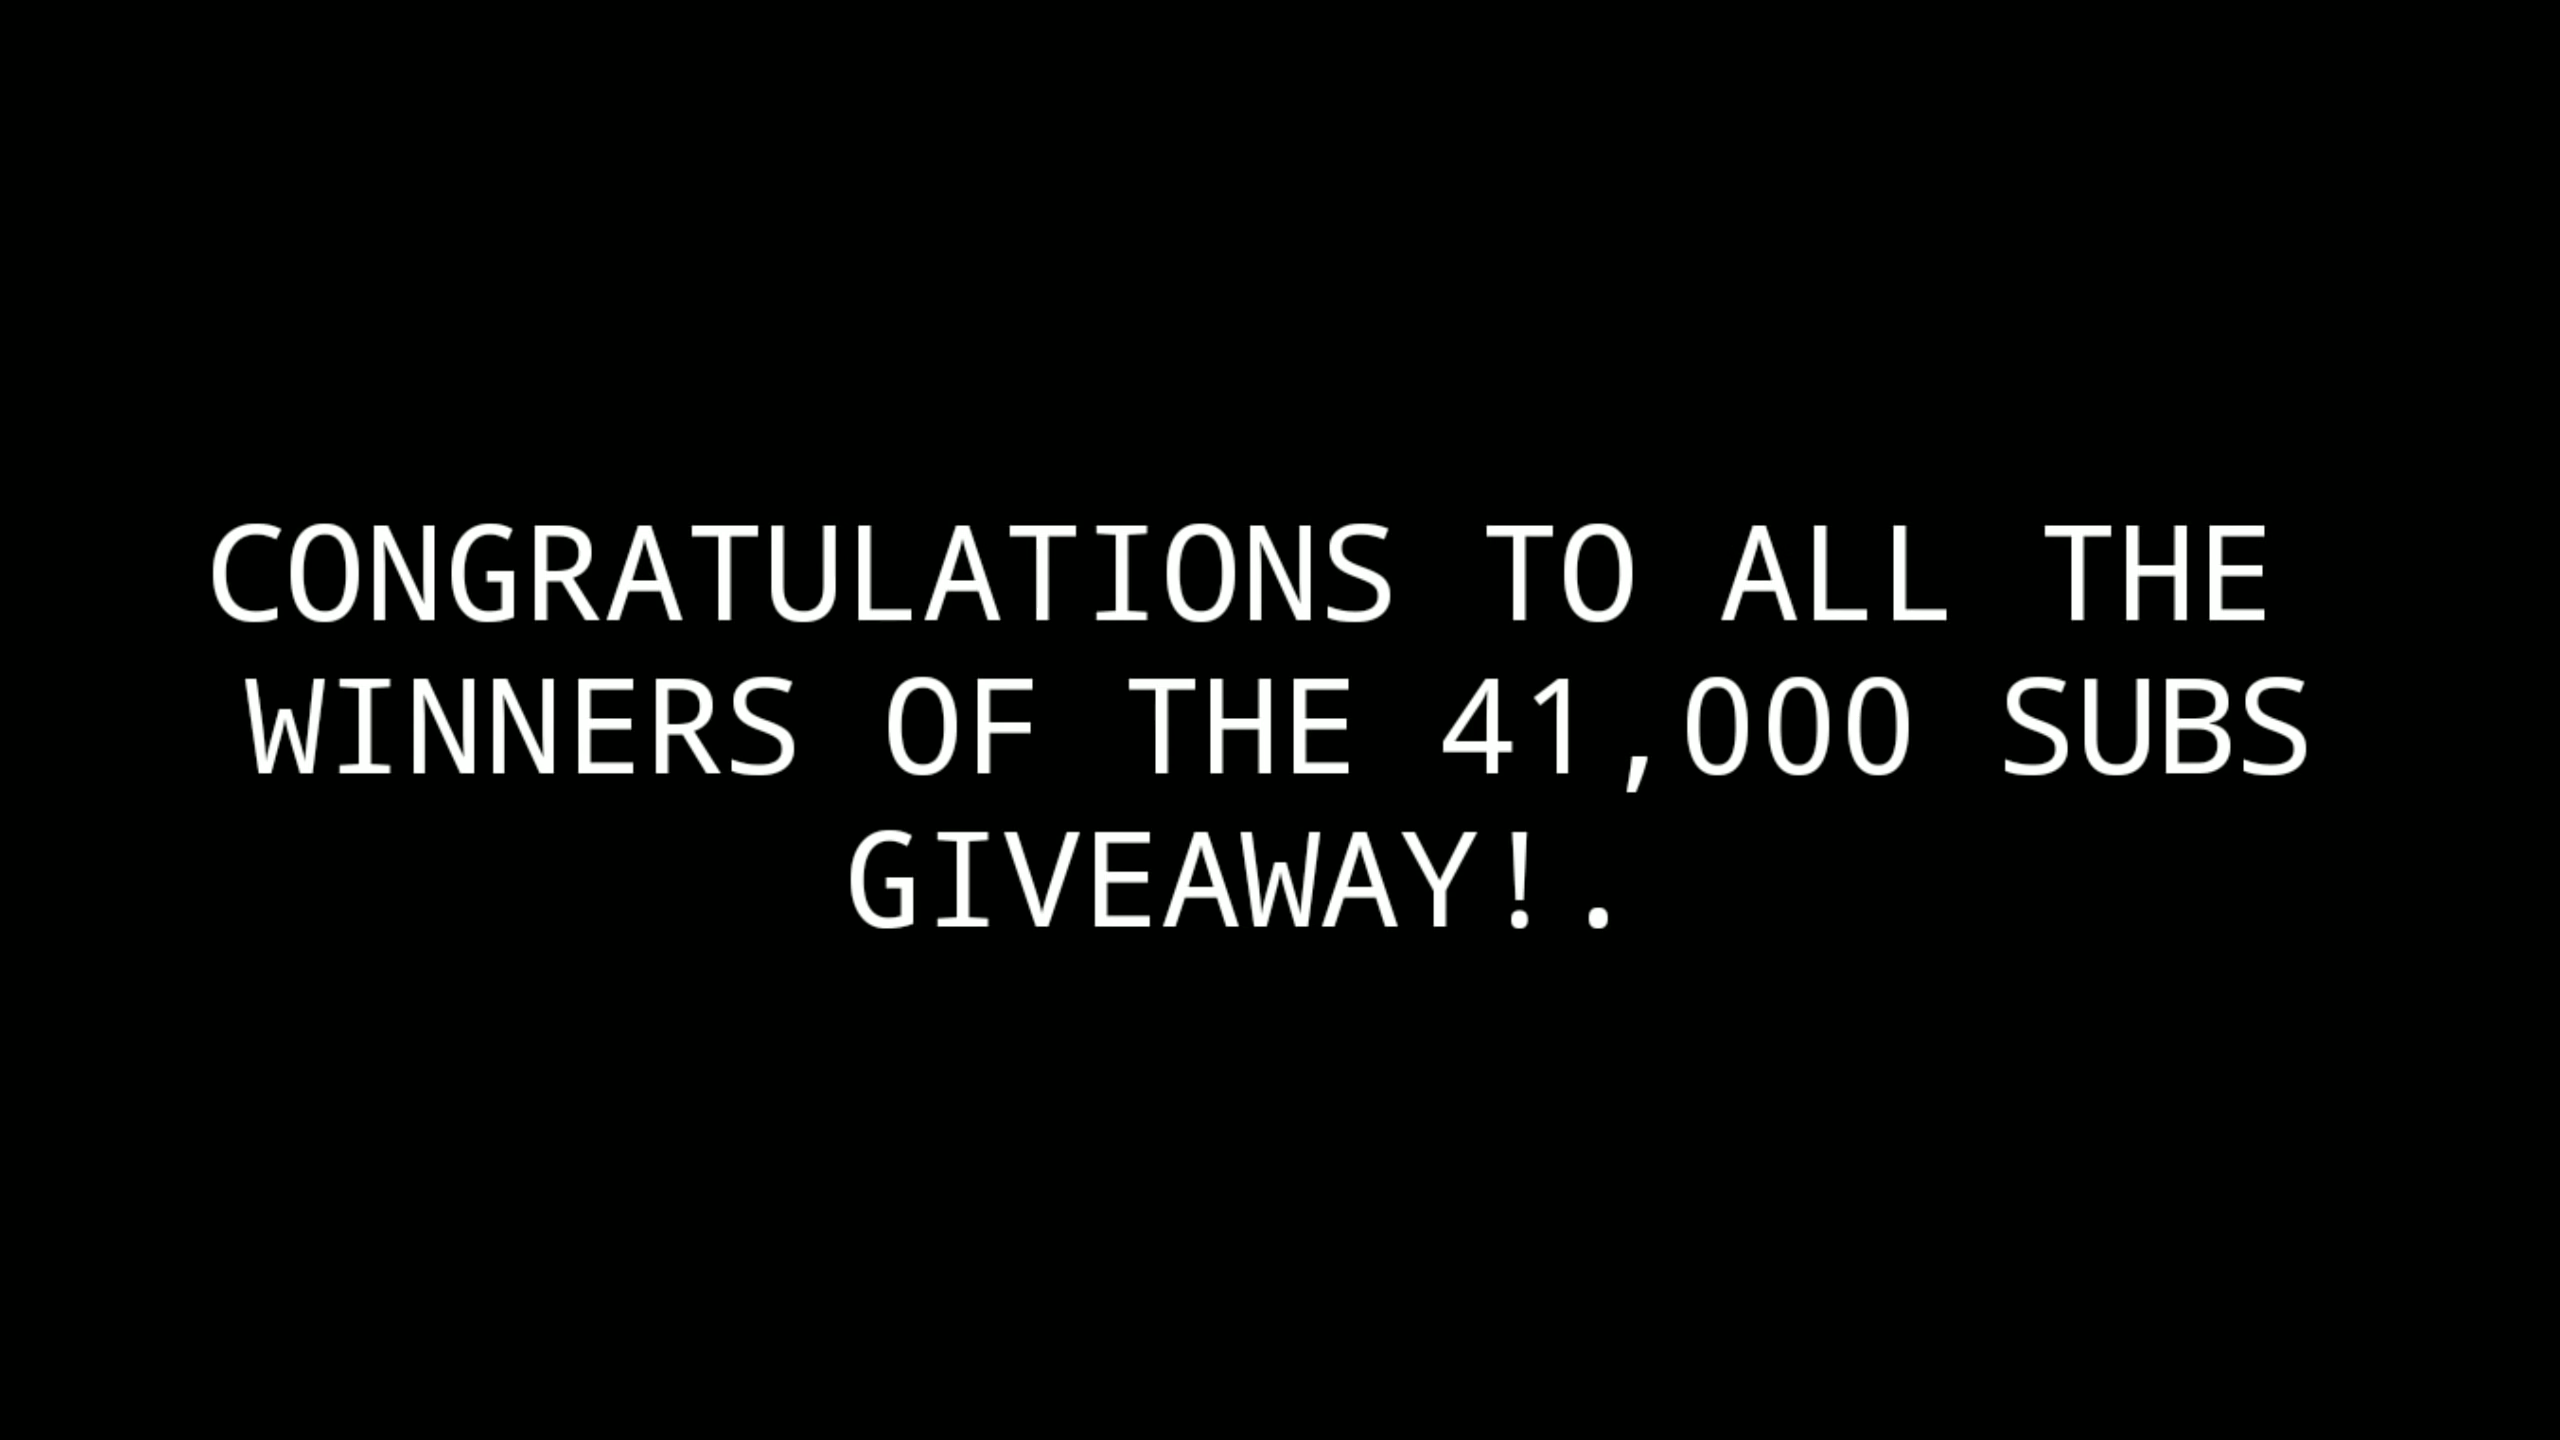 CONGRATULATIONS TO ALL THE
WINNERS OF THE 41,000 SUBS
GIVEAWAY!.